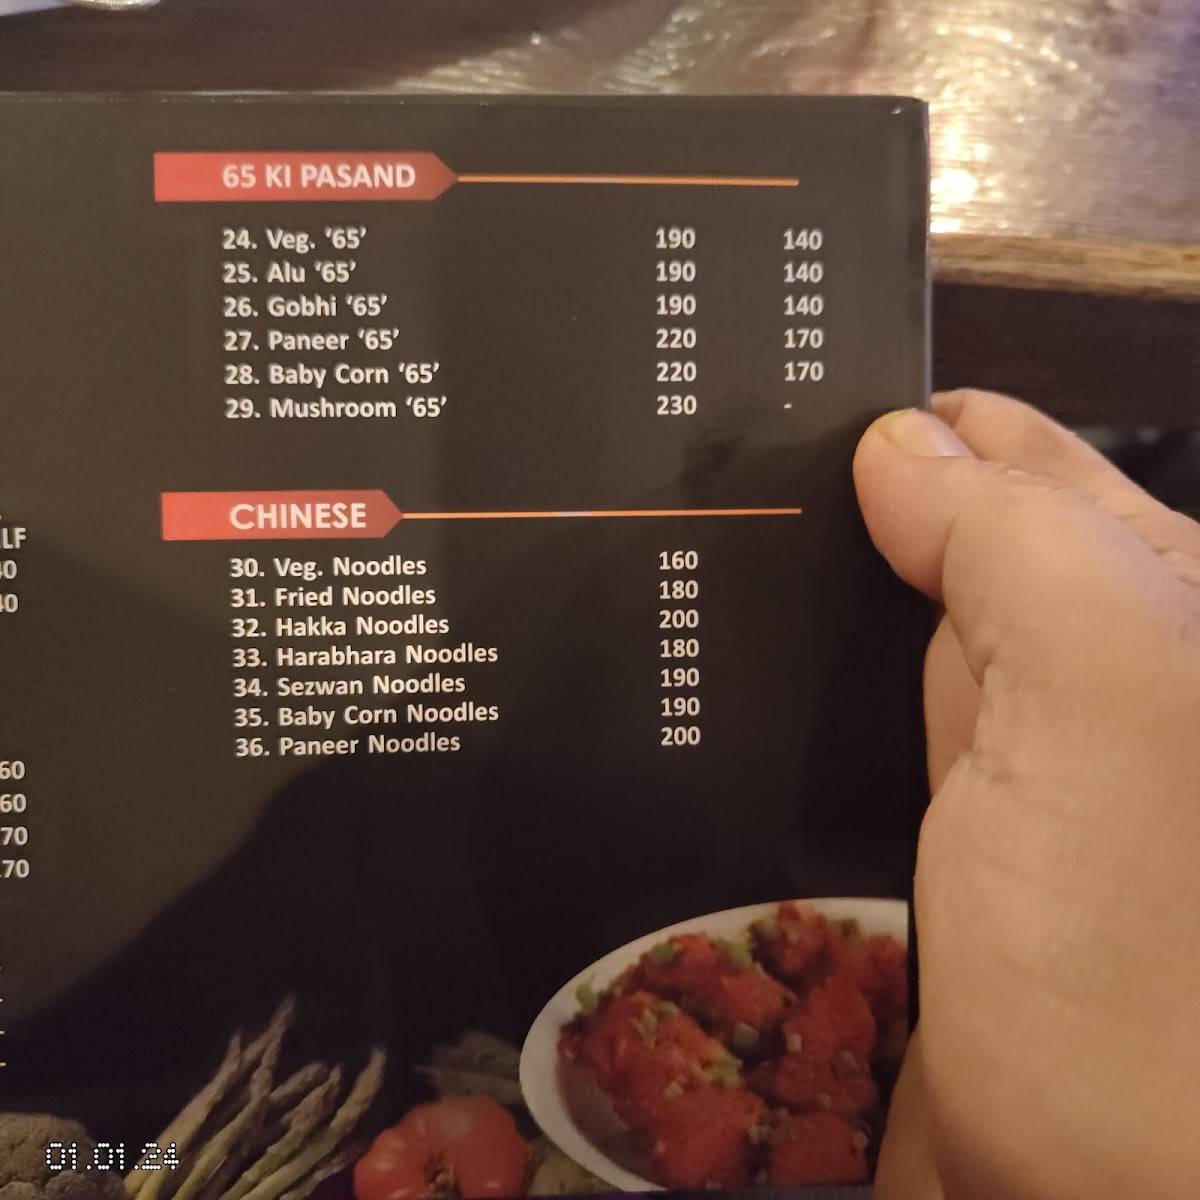 65 KI PASAND
24. Veg. ‘65’ 190 140
25. Alu ‘65’ 190 140
26. Gobhi ‘65’ 190 140
27. Paneer ‘65’ 220 170
28. Baby Corn ‘65’ 220 170
29. Mushroom ‘65’ 230 -
CHINESE
30. Veg. Noodles 160
31. Fried Noodles 180
32. Hakka Noodles 200
33. Harabhara Noodles 180
34. Sezwan Noodles 190
35. Baby Corn Noodles 190
36. Paneer Noodles 200
01.01.24